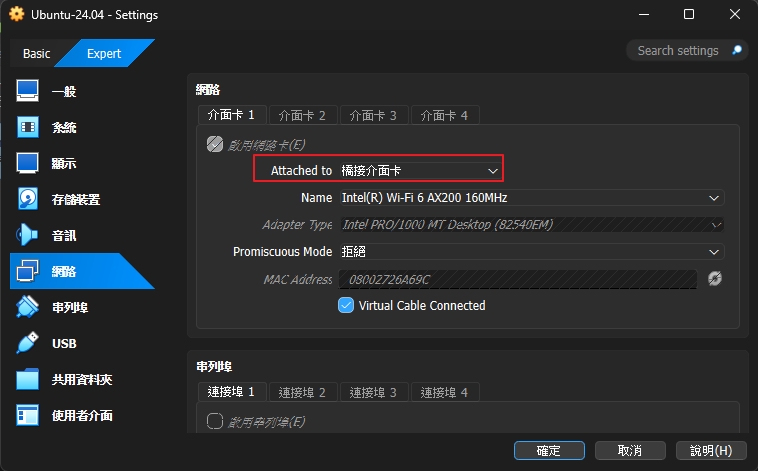 Ubuntu-24.04 - Settings
Basic
Expert
Search settings
一般
系統
顯示
存儲裝置
音訊
網路
串列埠
USB
共用資料夾
使用者介面
網路
介面卡 1
介面卡 2
介面卡 3
介面卡 4
啟用網路卡(E)
Attached to 橋接介面卡
Name Intel(R) Wi-Fi 6 AX200 160MHz
Adapter Type Intel PRO/1000 MT Desktop (82540EM)
Promiscuous Mode 拒絕
MAC Address 08002726A69C
Virtual Cable Connected
串列埠
連接埠 1
連接埠 2
連接埠 3
連接埠 4
啟用串列埠(E)
確定
取消
說明(H)